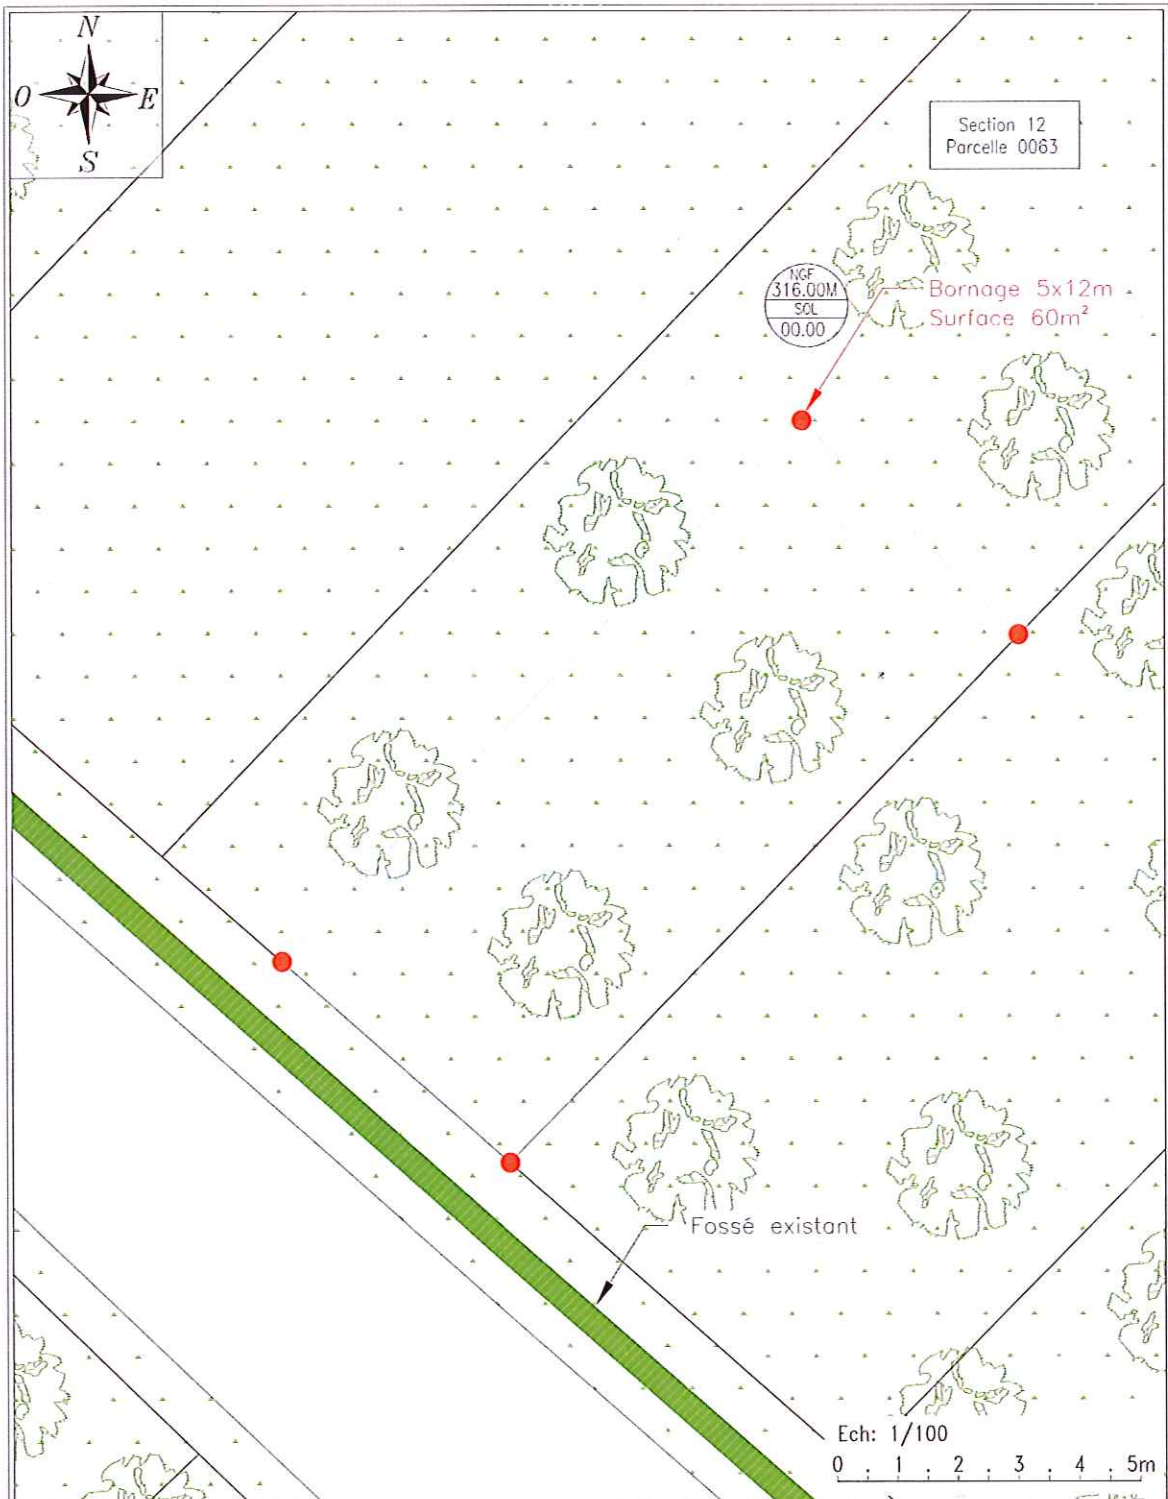 N
O E
S
Section 12
Parcelle 0063
NGF
316.00M
SOL
00.00
Bornage 5x12m
Surface 60m²
Fossé existant
Ech: 1/100
0 . 1 . 2 . 3 . 4 . 5m